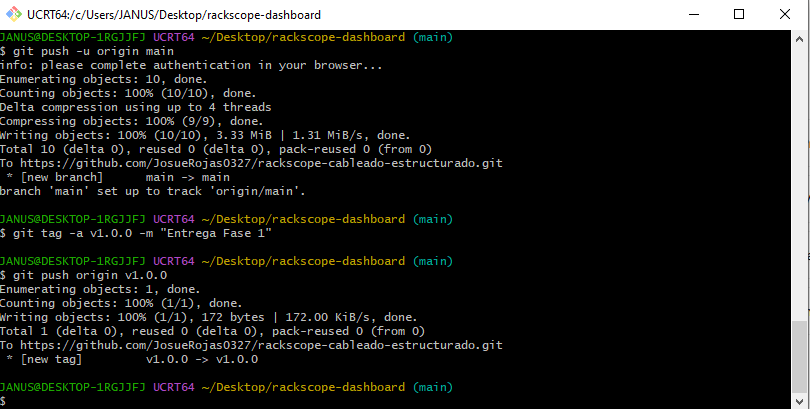 UCRT64:/c/Users/JANUS/Desktop/rackscope-dashboard
JANUS@DESKTOP-1RGJJFJ UCRT64 ~/Desktop/rackscope-dashboard (main)
$ git push -u origin main
info: please complete authentication in your browser...
Enumerating objects: 10, done.
Counting objects: 100% (10/10), done.
Delta compression using up to 4 threads
Compressing objects: 100% (9/9), done.
Writing objects: 100% (10/10), 3.33 MiB | 1.31 MiB/s, done.
Total 10 (delta 0), reused 0 (delta 0), pack-reused 0 (from 0)
To https://github.com/JosueRojas0327/rackscope-cableado-estructurado.git
 * [new branch]      main -> main
branch 'main' set up to track 'origin/main'.
JANUS@DESKTOP-1RGJJFJ UCRT64 ~/Desktop/rackscope-dashboard (main)
$ git tag -a v1.0.0 -m "Entrega Fase 1"
JANUS@DESKTOP-1RGJJFJ UCRT64 ~/Desktop/rackscope-dashboard (main)
$ git push origin v1.0.0
Enumerating objects: 1, done.
Counting objects: 100% (1/1), done.
Writing objects: 100% (1/1), 172 bytes | 172.00 KiB/s, done.
Total 1 (delta 0), reused 0 (delta 0), pack-reused 0 (from 0)
To https://github.com/JosueRojas0327/rackscope-cableado-estructurado.git
 * [new tag]         v1.0.0 -> v1.0.0
JANUS@DESKTOP-1RGJJFJ UCRT64 ~/Desktop/rackscope-dashboard (main)
$